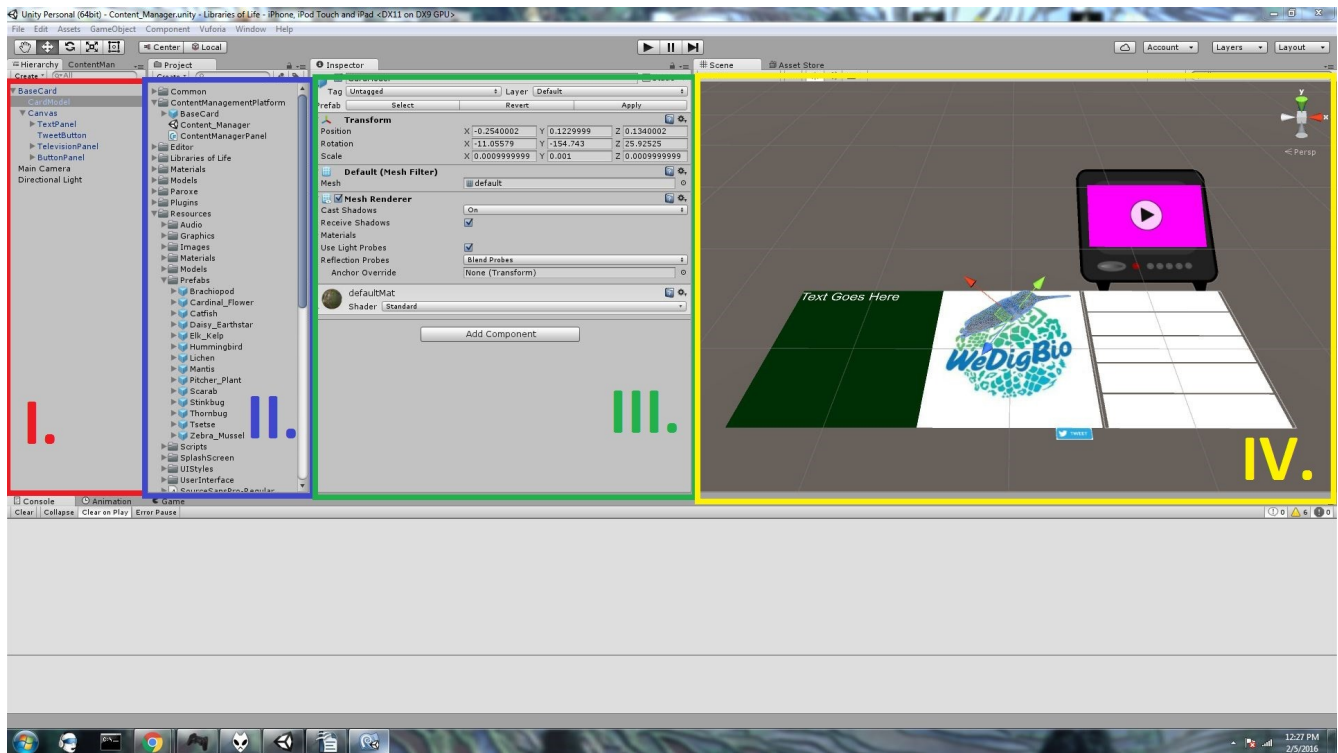 Unity Personal (64bit) - Content_Manager.unity - Libraries of Life - iPhone, iPod Touch and iPad <DX11 on DX9 GPU>
File Edit Assets GameObject Component Vuforia Window Help
Center Local Account Layers Layout
Hierarchy ContentMan
Create All
BaseCard
CardModel
Canvas
TextPanel
TweetButton
TelevisionPanel
ButtonPanel
Main Camera
Directional Light
I.
Project
Create
Common
ContentManagementPlatform
BaseCard
Content_Manager
ContentManagerPanel
Editor
Libraries of Life
Materials
Models
Paroxe
Plugins
Resources
Audio
Graphics
Images
Materials
Models
Prefabs
Brachiopod
Cardinal_Flower
Catfish
Daisy_Earthstar
Elk_Kelp
Hummingbird
Lichen
Mantis
Pitcher_Plant
Scarab
Stinkbug
Thornbug
Tsetse
Zebra_Mussel
Scripts
SplashScreen
UIStyles
UserInterface
SourceSansPro-Regular
II.
Inspector
Tag Untagged Layer Default
Prefab Select Revert Apply
Transform
Position X -0.2540002 Y 0.1229999 Z 0.1340002
Rotation X -11.05579 Y -154.743 Z 25.92525
Scale X 0.0009999999 Y 0.001 Z 0.0009999999
Default (Mesh Filter)
Mesh default
Mesh Renderer
Cast Shadows On
Receive Shadows
Materials
Use Light Probes
Reflection Probes Blend Probes
Anchor Override None (Transform)
defaultMat
Shader Standard
Add Component
III.
Scene Asset Store
y
x
Persp
Text Goes Here
WeDigBio
TWEET
IV.
Console Animation Game
Clear Collapse Clear on Play Error Pause 0 6 0
12:27 PM
2/5/2016